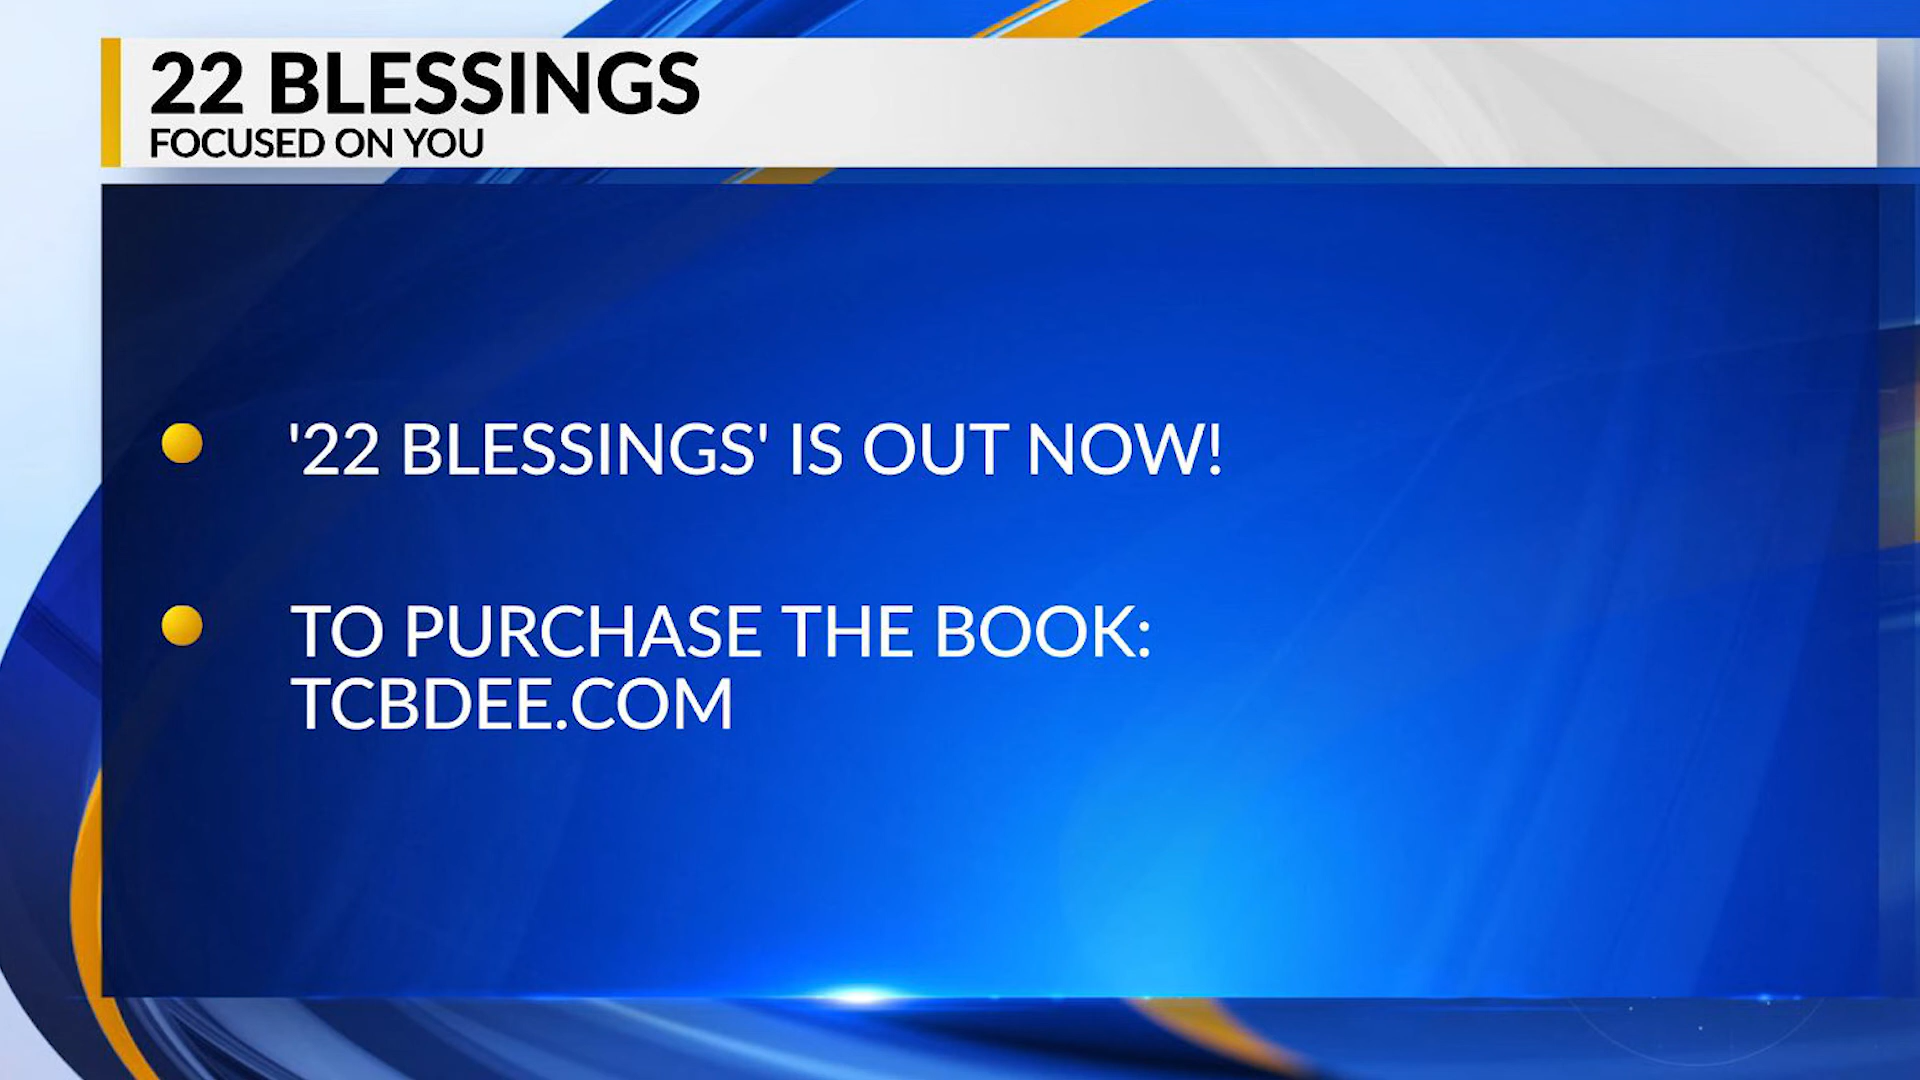 22 BLESSINGS
FOCUSED ON YOU
'22 BLESSINGS' IS OUT NOW!
TO PURCHASE THE BOOK:
TCBDEE.COM